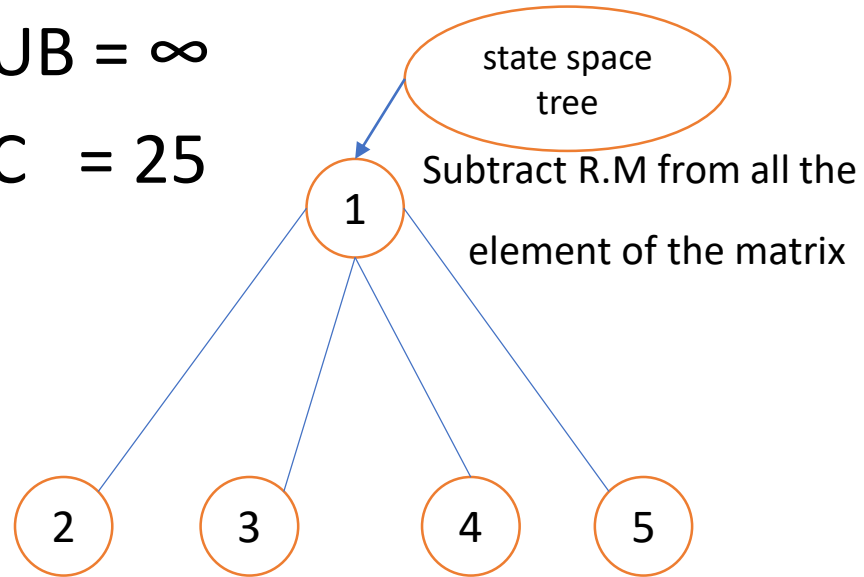 UB = ∞
C = 25
state space
tree
Subtract R.M from all the
element of the matrix
1
2 3 4 5